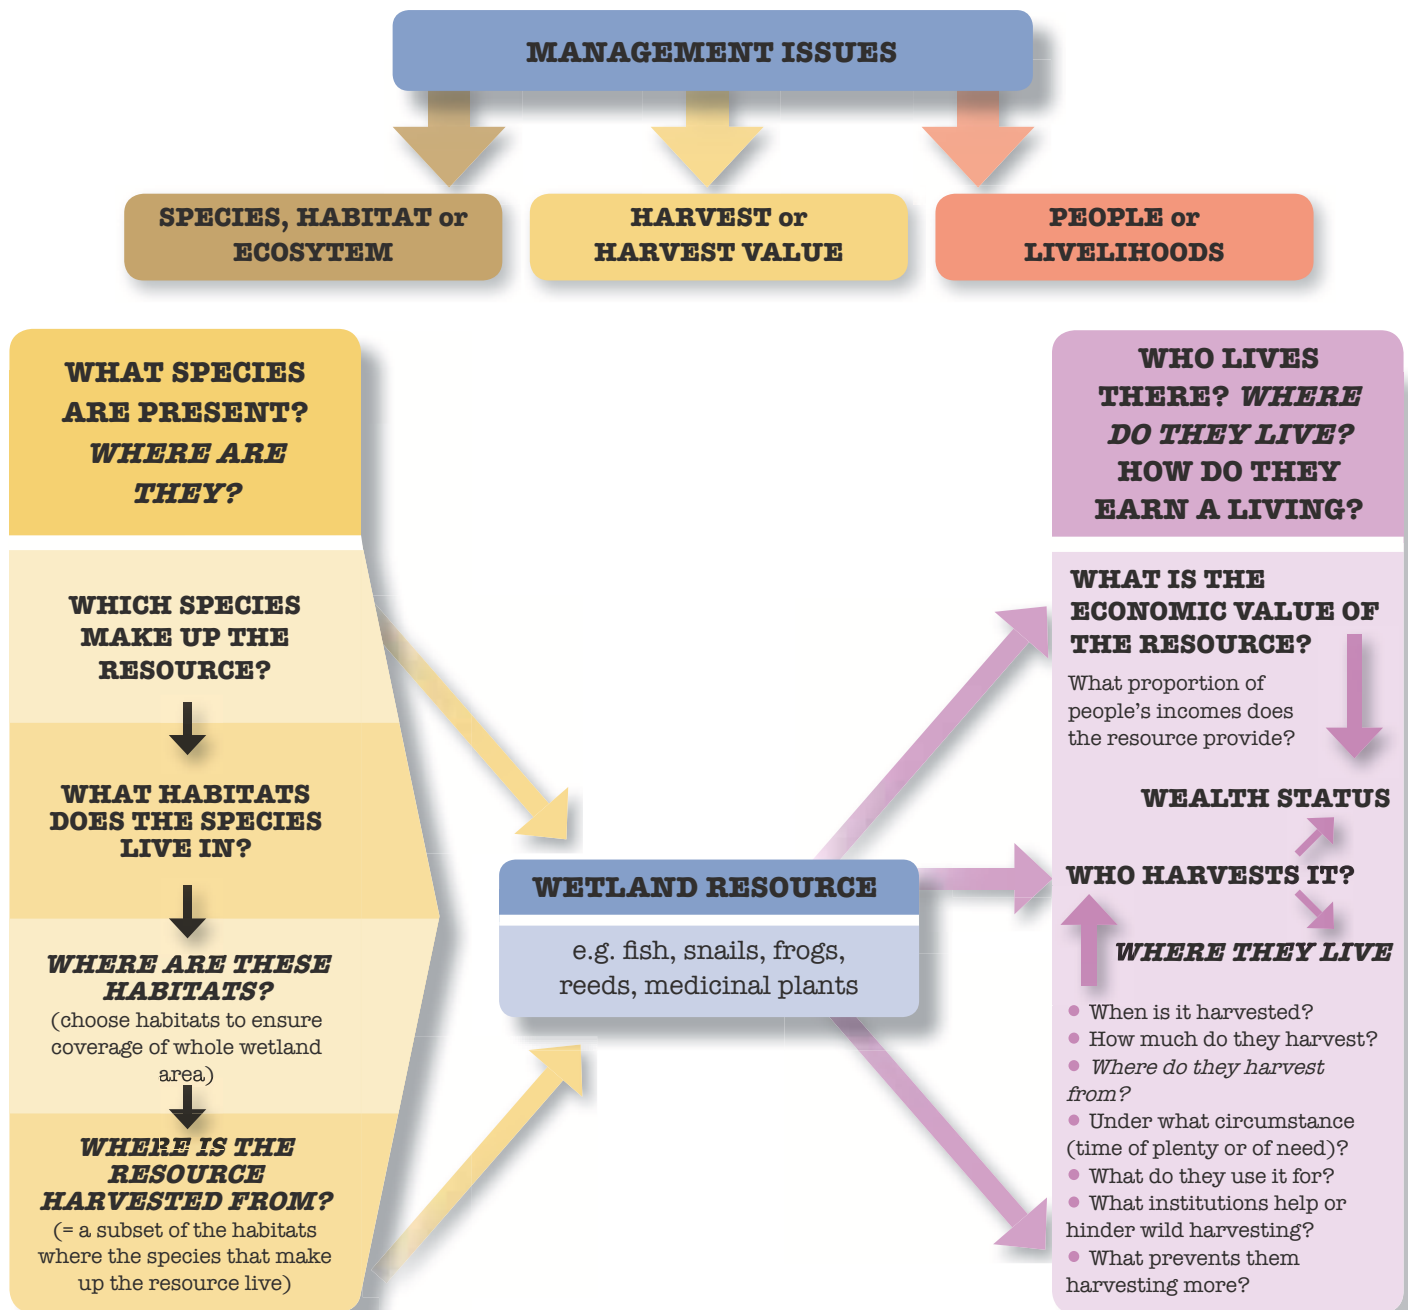 MANAGEMENT ISSUES
SPECIES, HABITAT or
ECOSYTEM
HARVEST or
HARVEST VALUE
PEOPLE or
LIVELIHOODS
WHAT SPECIES
ARE PRESENT?
WHERE ARE
THEY?
WHICH SPECIES
MAKE UP THE
RESOURCE?
WHAT HABITATS
DOES THE SPECIES
LIVE IN?
WHERE ARE THESE
HABITATS?
(choose habitats to ensure
coverage of whole wetland
area)
WHERE IS THE
RESOURCE
HARVESTED FROM?
(= a subset of the habitats
where the species that make
up the resource live)
WETLAND RESOURCE
e.g. fish, snails, frogs,
reeds, medicinal plants
WHO LIVES
THERE? WHERE
DO THEY LIVE?
HOW DO THEY
EARN A LIVING?
WHAT IS THE
ECONOMIC VALUE OF
THE RESOURCE?
What proportion of
people’s incomes does
the resource provide?
WEALTH STATUS
WHO HARVESTS IT?
WHERE THEY LIVE
• When is it harvested?
• How much do they harvest?
• Where do they harvest
from?
• Under what circumstance
(time of plenty or of need)?
• What do they use it for?
• What institutions help or
hinder wild harvesting?
• What prevents them
harvesting more?